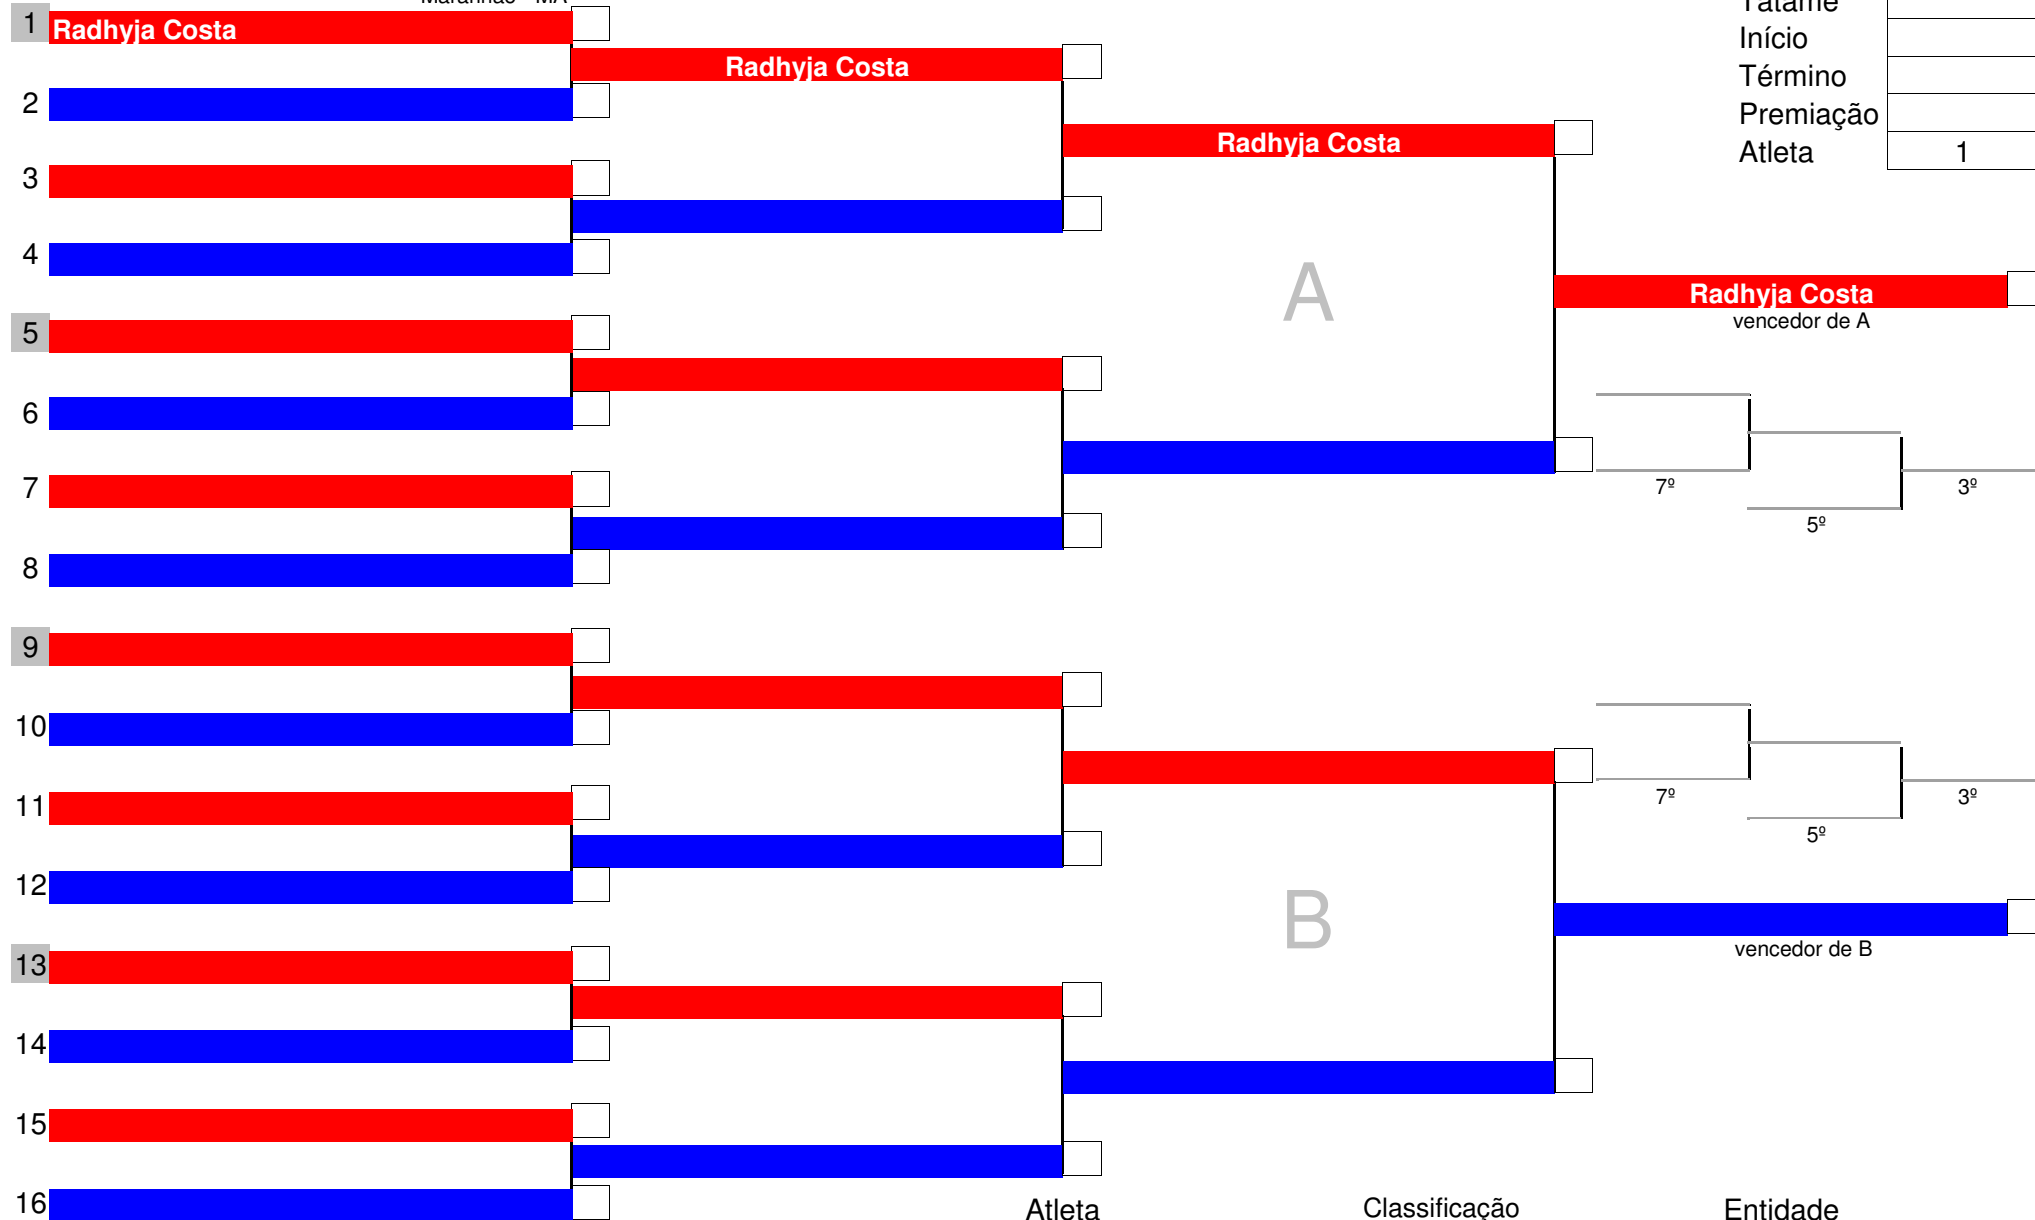 Maranhão - MA
1 Radhyja Costa
Radhyja Costa
2
Radhyja Costa
3
4
Radhyja Costa
vencedor de A
A
5
6
7
8
7º
5º
3º
9
10
11
12
7º
5º
3º
B
vencedor de B
13
14
15
16
Tatame
Início
Término
Premiação
Atleta 1
Atleta Classificação Entidade